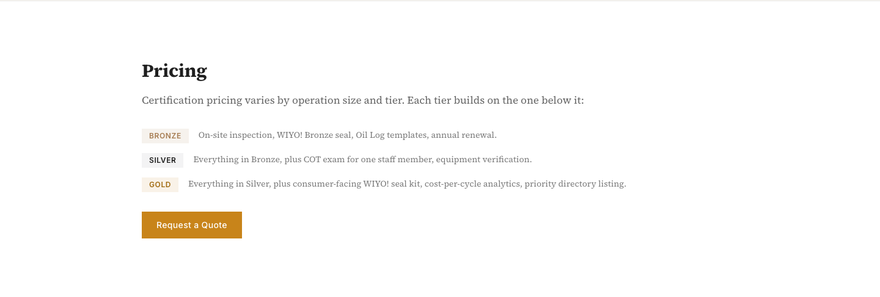 Pricing
Certification pricing varies by operation size and tier. Each tier builds on the one below it:
BRONZE On-site inspection, WIYO! Bronze seal, Oil Log templates, annual renewal.
SILVER Everything in Bronze, plus COT exam for one staff member, equipment verification.
GOLD Everything in Silver, plus consumer-facing WIYO! seal kit, cost-per-cycle analytics, priority directory listing.
Request a Quote